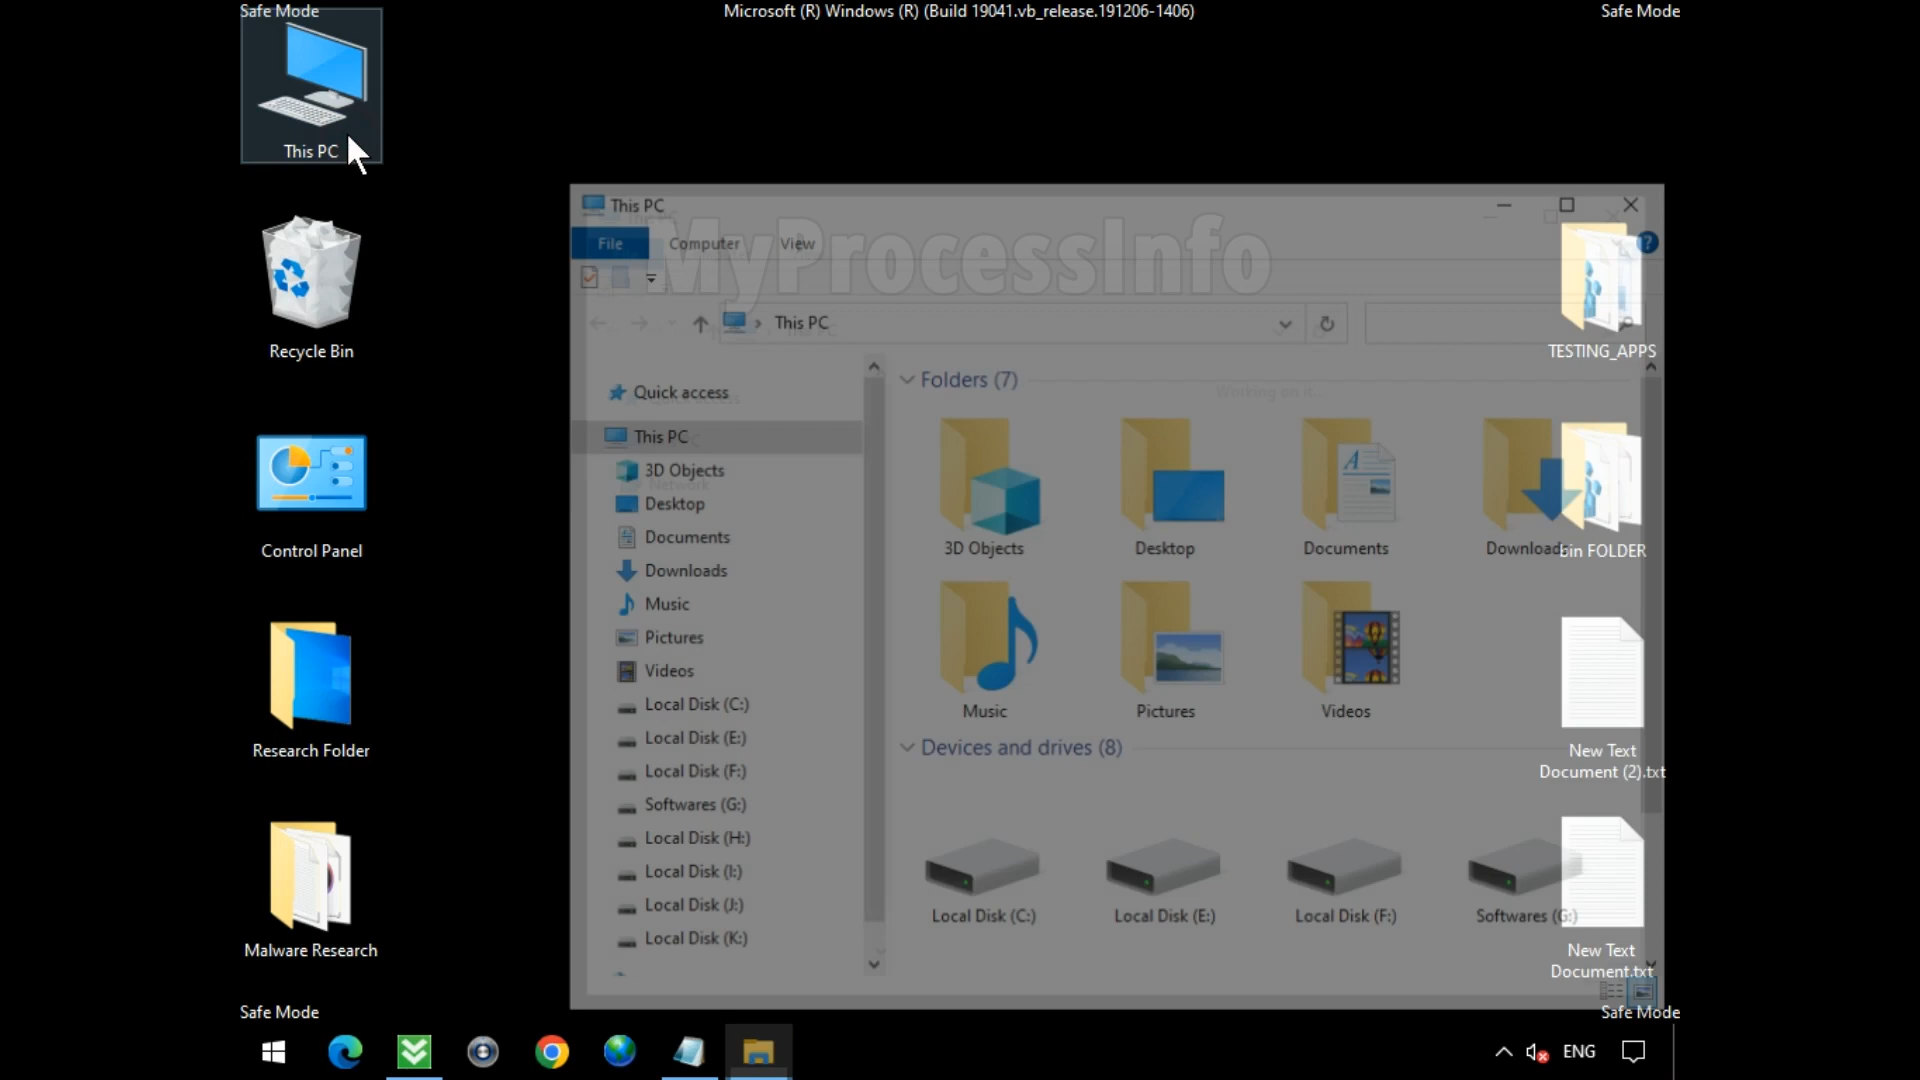 Safe Mode
Microsoft (R) Windows (R) (Build 19041.vb_release.191206-1406)
Safe Mode
This PC
Recycle Bin
Control Panel
Research Folder
Malware Research
This PC
MyProcessInfo
File
Computer
View
This PC
Quick access
This PC
3D Objects
Network
Desktop
Documents
Downloads
Music
Pictures
Videos
Local Disk (C:)
Local Disk (E:)
Local Disk (F:)
Softwares (G:)
Local Disk (H:)
Local Disk (I:)
Local Disk (J:)
Local Disk (K:)
Folders (7)
Working on it...
3D Objects
Desktop
Documents
Downloads
Music
Pictures
Videos
Devices and drives (8)
Local Disk (C:)
Local Disk (E:)
Local Disk (F:)
Softwares (G:)
TESTING_APPS
bin FOLDER
New Text
Document (2).txt
New Text
Document.txt
Safe Mode
Safe Mode
ENG